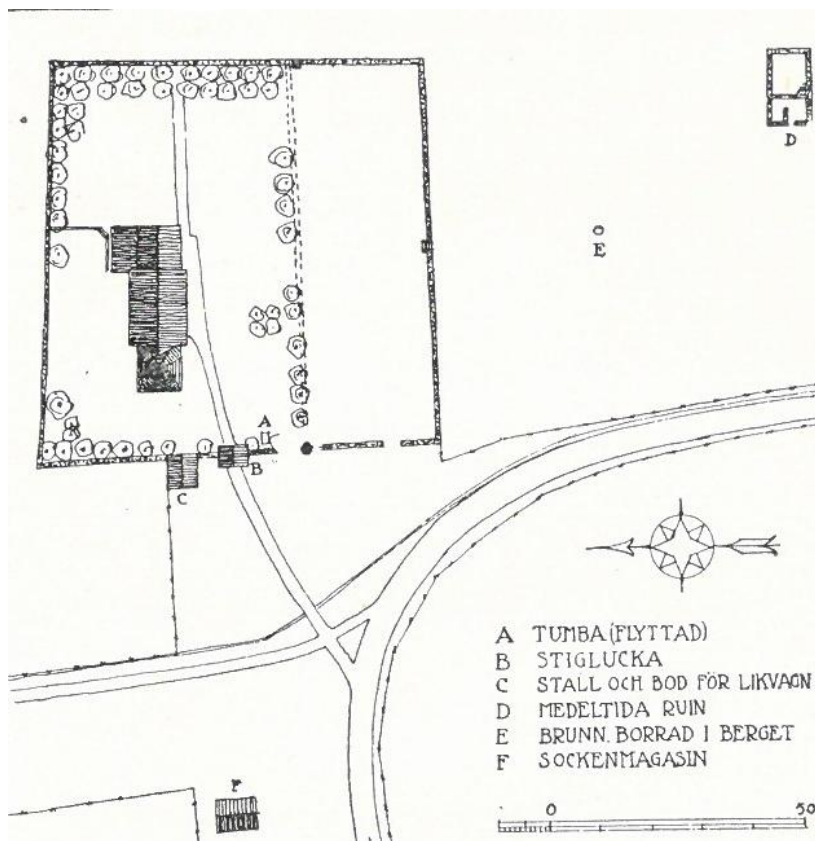 D
E
A
B
C
A TUMBA (FLYTTAD)
B STIGLUCKA
C STALL OCH BOD FÖR LIKVAGN
D MEDELTIDA RUIN
E BRUNN. BORRAD I BERGET
F SOCKENMAGASIN
F
0 50